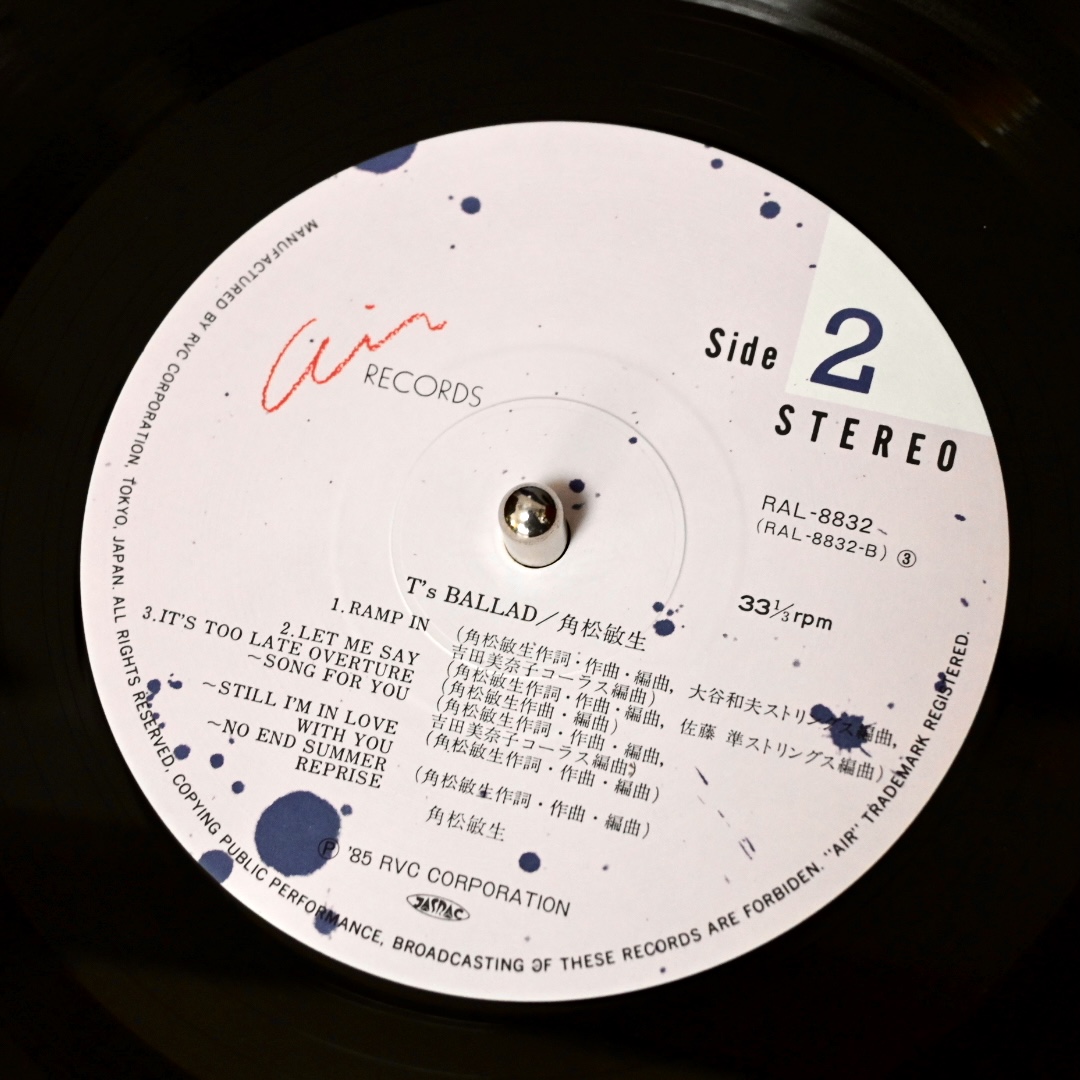 air
RECORDS
Side 2
STEREO
RAL-8832
(RAL-8832-B) ③
33⅓rpm
T's BALLAD／角松敏生
1.RAMP IN
(角松敏生作詞・作曲・編曲, 大谷和夫ストリングス編曲,
吉田美奈子コーラス編曲)
2.LET ME SAY
(角松敏生作詞・作曲・編曲, 佐藤 準ストリングス編曲)
3.IT'S TOO LATE OVERTURE
(角松敏生作曲・編曲)
~SONG FOR YOU
(角松敏生作詞・作曲・編曲,
吉田美奈子コーラス編曲)
~STILL I'M IN LOVE
WITH YOU
(角松敏生作詞・作曲・編曲)
~NO END SUMMER
REPRISE
(角松敏生作詞・作曲・編曲)
角松敏生
Ⓟ '85 RVC CORPORATION
JASRAC
MANUFACTURED BY RVC CORPORATION, TOKYO, JAPAN. ALL RIGHTS RESERVED, COPYING PUBLIC PERFORMANCE, BROADCASTING OF THESE RECORDS ARE FORBIDEN. "AIR" TRADEMARK REGISTERED.